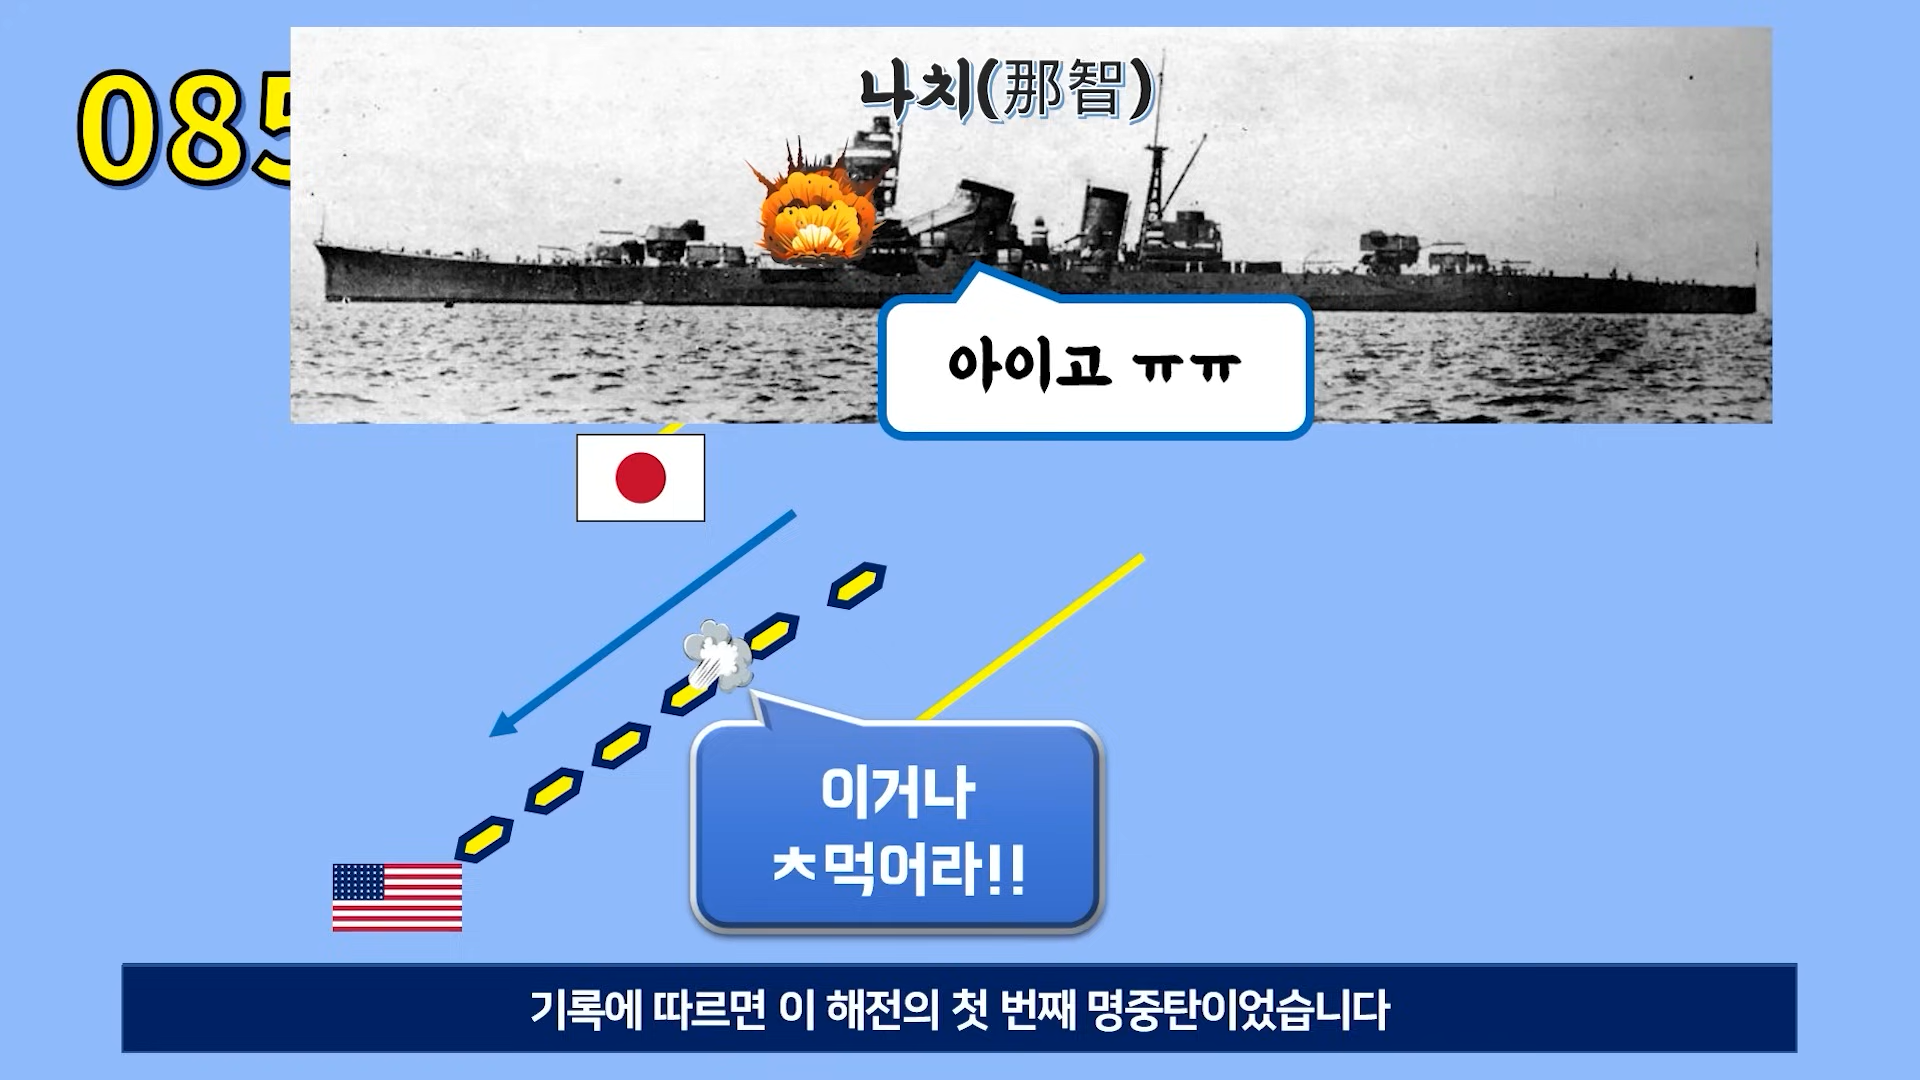 085
나치(那智)
아이고 ㅠㅠ
이거나
ㅊ먹어라!!
기록에 따르면 이 해전의 첫 번째 명중탄이었습니다